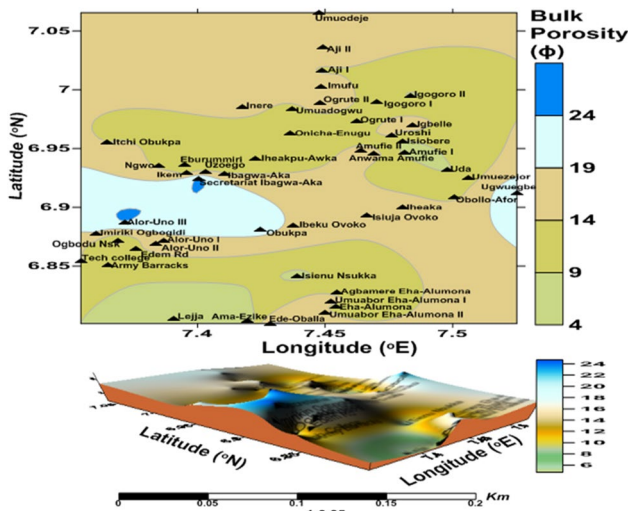 Umuodeje
Bulk
Porosity
(ϕ)
7.05
Aji II
Aji I
7
Imufu
Igogoro II
Inere
Ogrute II
Igogoro I
Umuadogwu
Ogrute I
Igbelle
Onicha-Enugu
Uroshi
Itchi Obukpa
Isiobere
6.95
Amufie II
Amufie I
Eburummiri
Iheakpu-Awka
Anwama Amufie
Ngwo
Ozoego
Uda
Ikem
Ibagwa-Aka
Umuezejor
Secretariat Ibagwa-Aka
Ugwuegbe
6.9
Iheaka
Obollo-Afor
Alor-Uno III
Isiuja Ovoko
Imiriki Ogbogidi
Obukpa
Ibeku Ovoko
Ogbodu Nsk
Alor-Uno I
Alor-Uno II
Edem Rd
Tech college
6.85
Army Barracks
Isienu Nsukka
Agbamere Eha-Alumona
Umuabor Eha-Alumona I
Eha-Alumona
Lejja
Ama-Ezike
Ede-Oballa
Umuabor Eha-Alumona II
24
19
14
9
4
7.4
7.45
7.5
Latitude (ᵒN)
Longitude (ᵒE)
24
22
20
18
16
14
12
10
8
6
Latitude (ᵒN)
Longitude (ᵒE)
0
0.05
0.1
0.15
0.2
Km